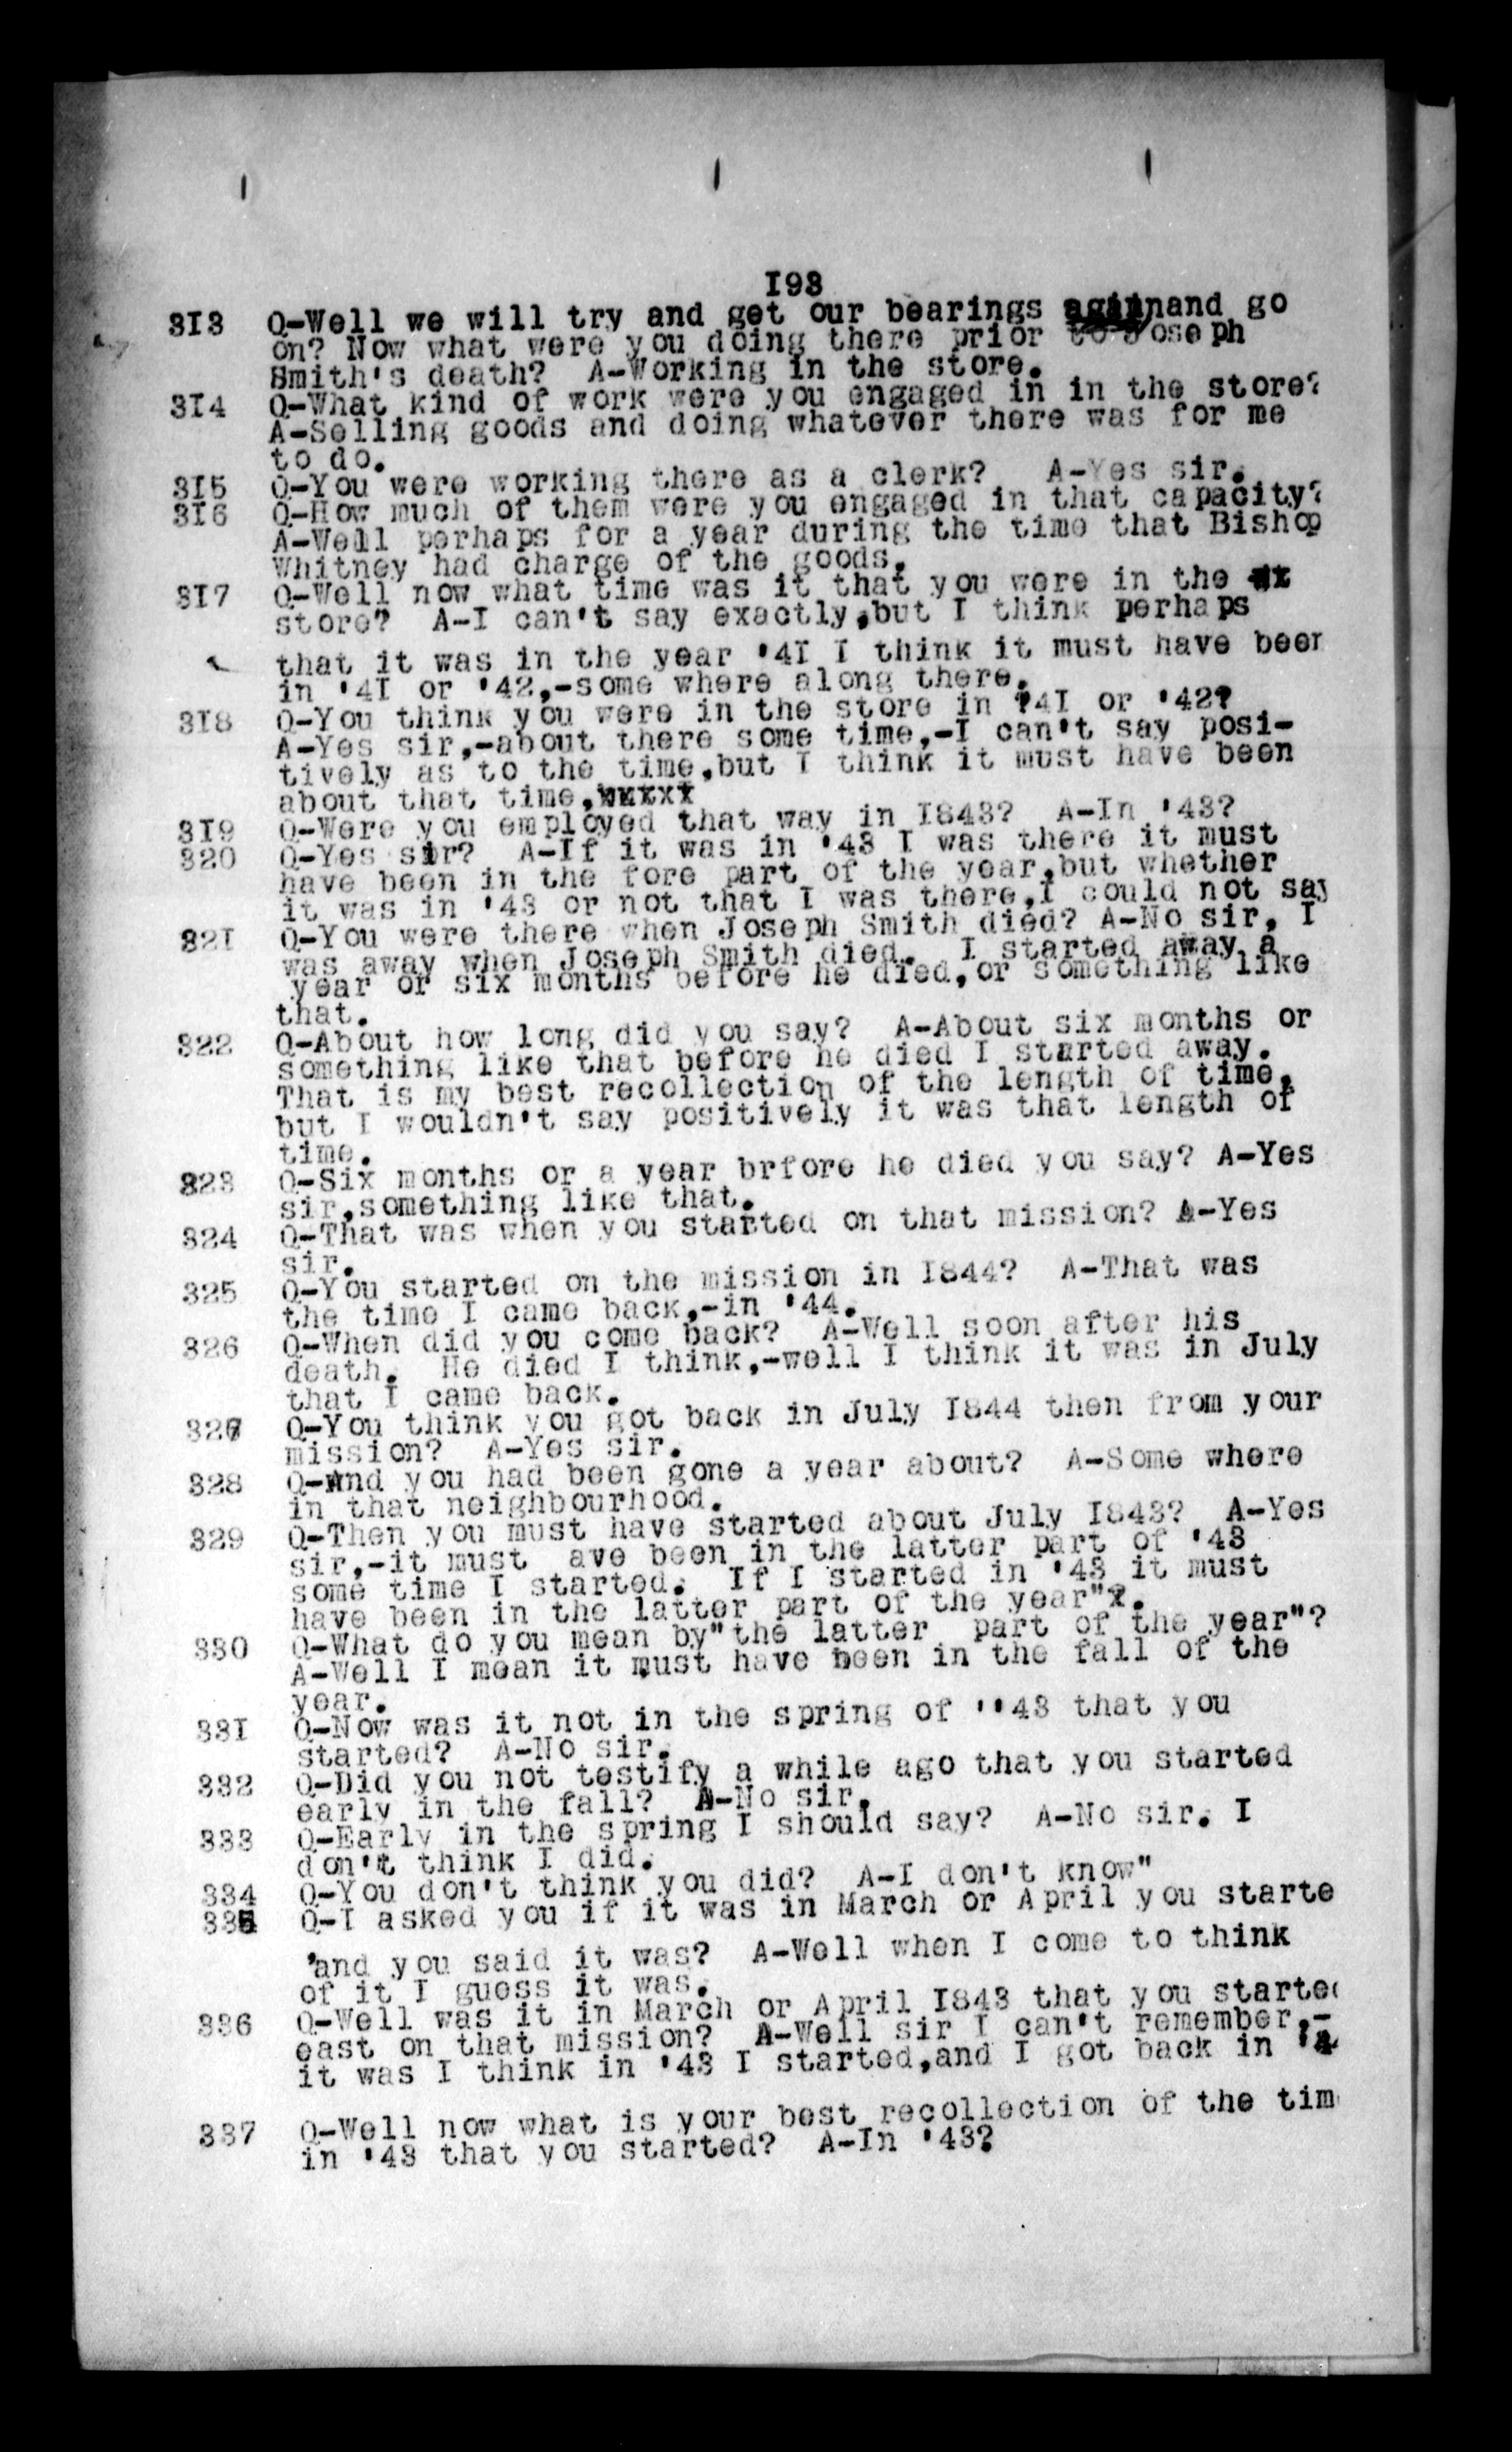 I93
3I3 Q-Well we will try and get our bearings againand go
on? Now what were you doing there prior to Joseph
Smith's death? A-Working in the store.
3I4 Q-What kind of work were you engaged in in the store?
A-Selling goods and doing whatever there was for me
to do.
3I5 Q-You were working there as a clerk? A-Yes sir.
3I6 Q-How much of them were you engaged in that capacity?
A-Well perhaps for a year during the time that Bishop
Whitney had charge of the goods.
3I7 Q-Well now what time was it that you were in the
store? A-I can't say exactly,but I think perhaps
that it was in the year '4I I think it must have been
in '4I or '42,-some where along there.
3I8 Q-You think you were in the store in '4I or '42?
A-Yes sir,-about there some time,-I can't say posi-
tively as to the time,but I think it must have been
about that time,
3I9 Q-Were you employed that way in I843? A-In '43?
320 Q-Yes sir? A-If it was in '43 I was there it must
have been in the fore part of the year,but whether
it was in '43 or not that I was there,I could not say
32I Q-You were there when Joseph Smith died? A-No sir, I
was away when Joseph Smith died. I started away a
year or six months before he died,or something like
that.
322 Q-About how long did you say? A-About six months or
something like that before he died I started away.
That is my best recollection of the length of time,
but I wouldn't say positively it was that length of
time.
323 Q-Six months or a year brfore he died you say? A-Yes
sir,something like that.
324 Q-That was when you started on that mission? A-Yes
sir.
325 Q-You started on the mission in I844? A-That was
the time I came back,-in '44.
326 Q-When did you come back? A-Well soon after his
death. He died I think,-well I think it was in July
that I came back.
327 Q-You think you got back in July I844 then from your
mission? A-Yes sir.
328 Q-And you had been gone a year about? A-Some where
in that neighbourhood.
329 Q-Then you must have started about July I843? A-Yes
sir,-it must ave been in the latter part of '43
some time I started. If I started in '43 it must
have been in the latter part of the year".
330 Q-What do you mean by"the latter part of the year"?
A-Well I mean it must have been in the fall of the
year.
33I Q-Now was it not in the spring of ''43 that you
started? A-No sir.
332 Q-Did you not testify a while ago that you started
early in the fall? A-No sir.
333 Q-Early in the spring I should say? A-No sir. I
don't think I did.
334 Q-You don't think you did? A-I don't know"
335 Q-I asked you if it was in March or April you starte
'and you said it was? A-Well when I come to think
of it I guess it was.
336 Q-Well was it in March or April I843 that you started
east on that mission? A-Well sir I can't remember,-
it was I think in '43 I started,and I got back in '4
337 Q-Well now what is your best recollection of the tim
in '43 that you started? A-In '43?